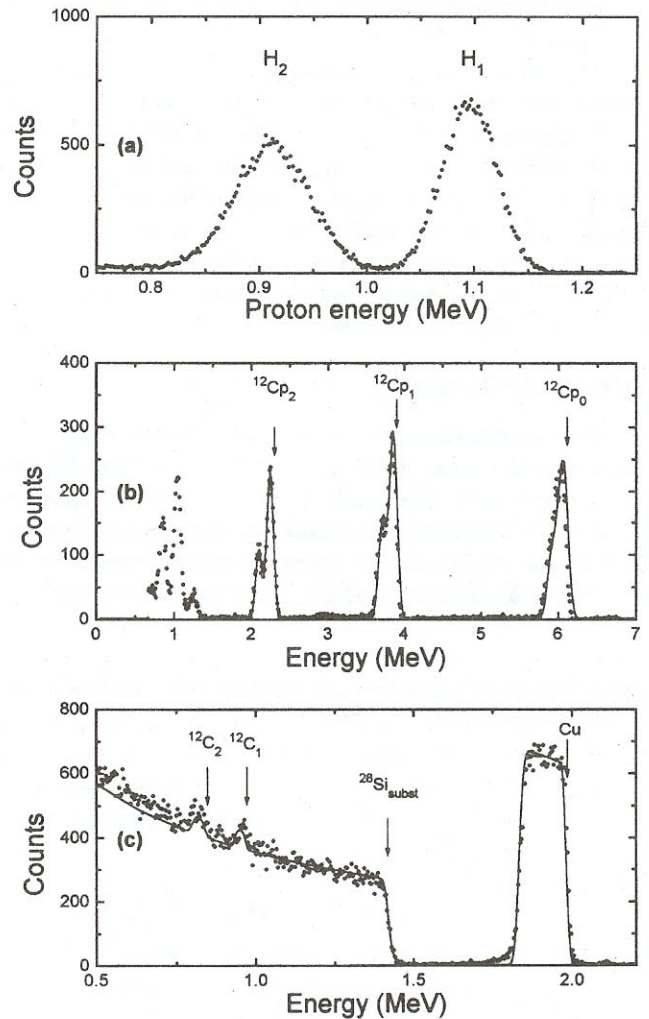 1000
H₂ H₁
500
(a)
Counts
0
0.8 0.9 1.0 1.1 1.2
Proton energy (MeV)
400
¹²Cp₂ ¹²Cp₁ ¹²Cp₀
300
200
(b)
Counts
100
0
0 1 2 3 4 5 6 7
Energy (MeV)
800
¹²C₂ ¹²C₁ ²⁸Si_subst Cu
600
400
(c)
Counts
200
0
0.5 1.0 1.5 2.0
Energy (MeV)